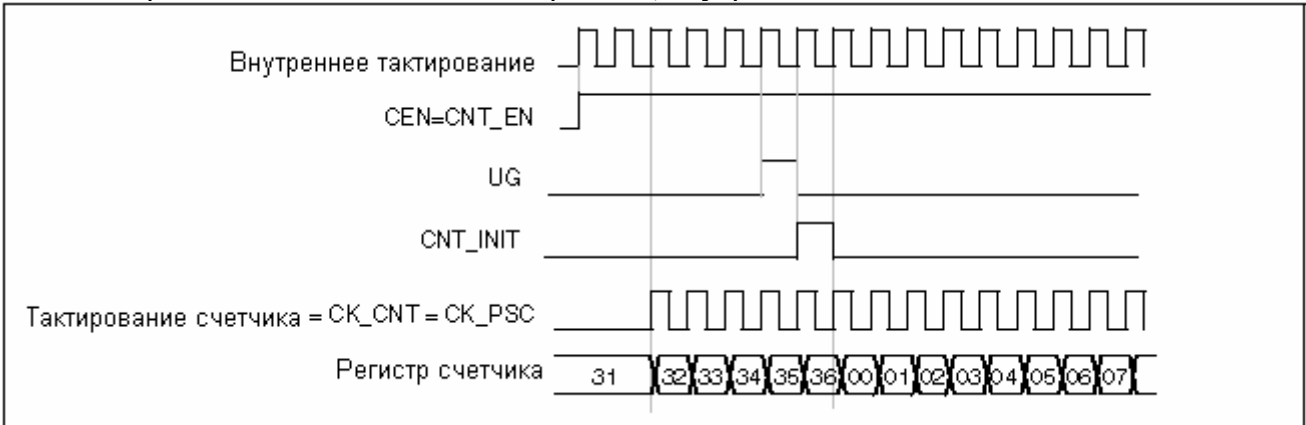 Внутреннее тактирование
CEN=CNT_EN
UG
CNT_INIT
Тактирование счетчика = CK_CNT = CK_PSC
Регистр счетчика 31 32 33 34 35 36 00 01 02 03 04 05 06 07